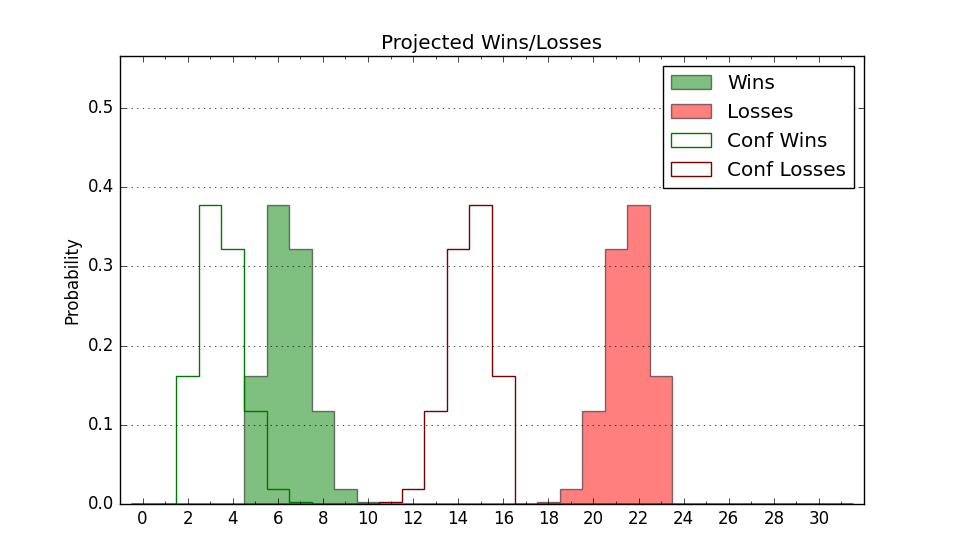 Projected Wins/Losses
Wins
Losses
Conf Wins
Conf Losses
Probability
0.5
0.4
0.3
0.2
0.1
0.0
0 2 4 6 8 10 12 14 16 18 20 22 24 26 28 30